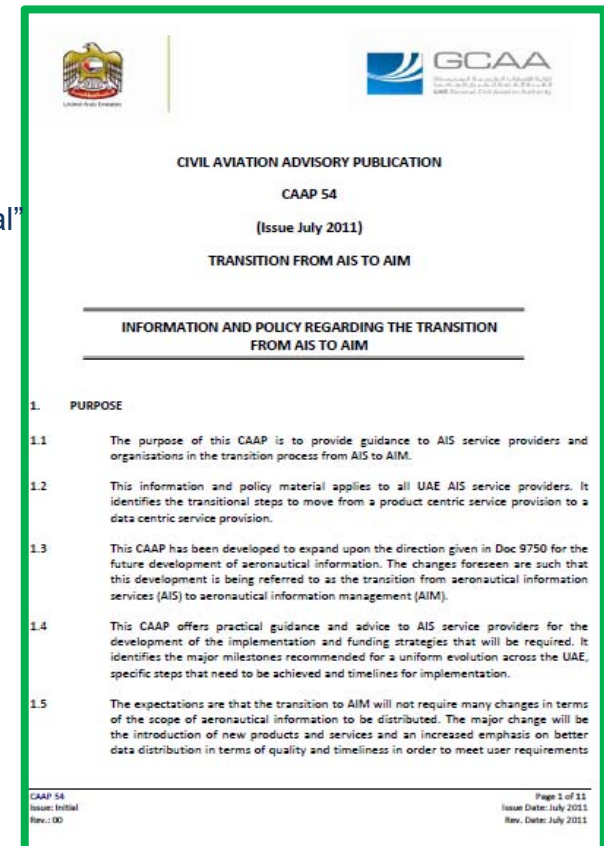 United Arab Emirates
GCAA
UAE General Civil Aviation Authority
al”
CIVIL AVIATION ADVISORY PUBLICATION
CAAP 54
(Issue July 2011)
TRANSITION FROM AIS TO AIM
INFORMATION AND POLICY REGARDING THE TRANSITION
FROM AIS TO AIM
1. PURPOSE
1.1 The purpose of this CAAP is to provide guidance to AIS service providers and
organisations in the transition process from AIS to AIM.
1.2 This information and policy material applies to all UAE AIS service providers. It
identifies the transitional steps to move from a product centric service provision to a
data centric service provision.
1.3 This CAAP has been developed to expand upon the direction given in Doc 9750 for the
future development of aeronautical information. The changes foreseen are such that
this development is being referred to as the transition from aeronautical information
services (AIS) to aeronautical information management (AIM).
1.4 This CAAP offers practical guidance and advice to AIS service providers for the
development of the implementation and funding strategies that will be required. It
identifies the major milestones recommended for a uniform evolution across the UAE,
specific steps that need to be achieved and timelines for implementation.
1.5 The expectations are that the transition to AIM will not require many changes in terms
of the scope of aeronautical information to be distributed. The major change will be
the introduction of new products and services and an increased emphasis on better
data distribution in terms of quality and timeliness in order to meet user requirements
CAAP 54 Page 1 of 11
Issue: Initial Issue Date: July 2011
Rev.: 00 Rev. Date: July 2011